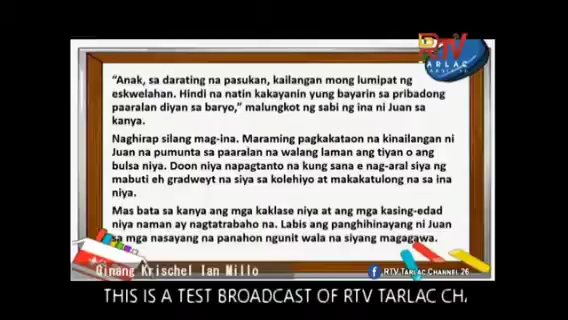 RTV
TARLAC
CHANNEL 26
“Anak, sa darating na pasukan, kailangan mong lumipat ng
eskwelahan. Hindi na natin kakayanin yung bayarin sa pribadong
paaralan diyan sa baryo,” malungkot ng sabi ng ina ni Juan sa
kanya.
Naghirap silang mag-ina. Maraming pagkakataon na kinailangan ni
Juan na pumunta sa paaralan na walang laman ang tiyan o ang
bulsa niya. Doon niya napagtanto na kung sana e nag-aral siya ng
mabuti eh gradweyt na siya sa kolehiyo at makakatulong na sa ina
niya.
Mas bata sa kanya ang mga kaklase niya at ang mga kasing-edad
niya naman ay nagtatrabaho na. Labis ang panghihinayang ni Juan
sa mga nasayang na panahon ngunit wala na siyang magagawa.
Ginang Krischel Ian Millo
RTV Tarlac Channel 26
THIS IS A TEST BROADCAST OF RTV TARLAC CHA